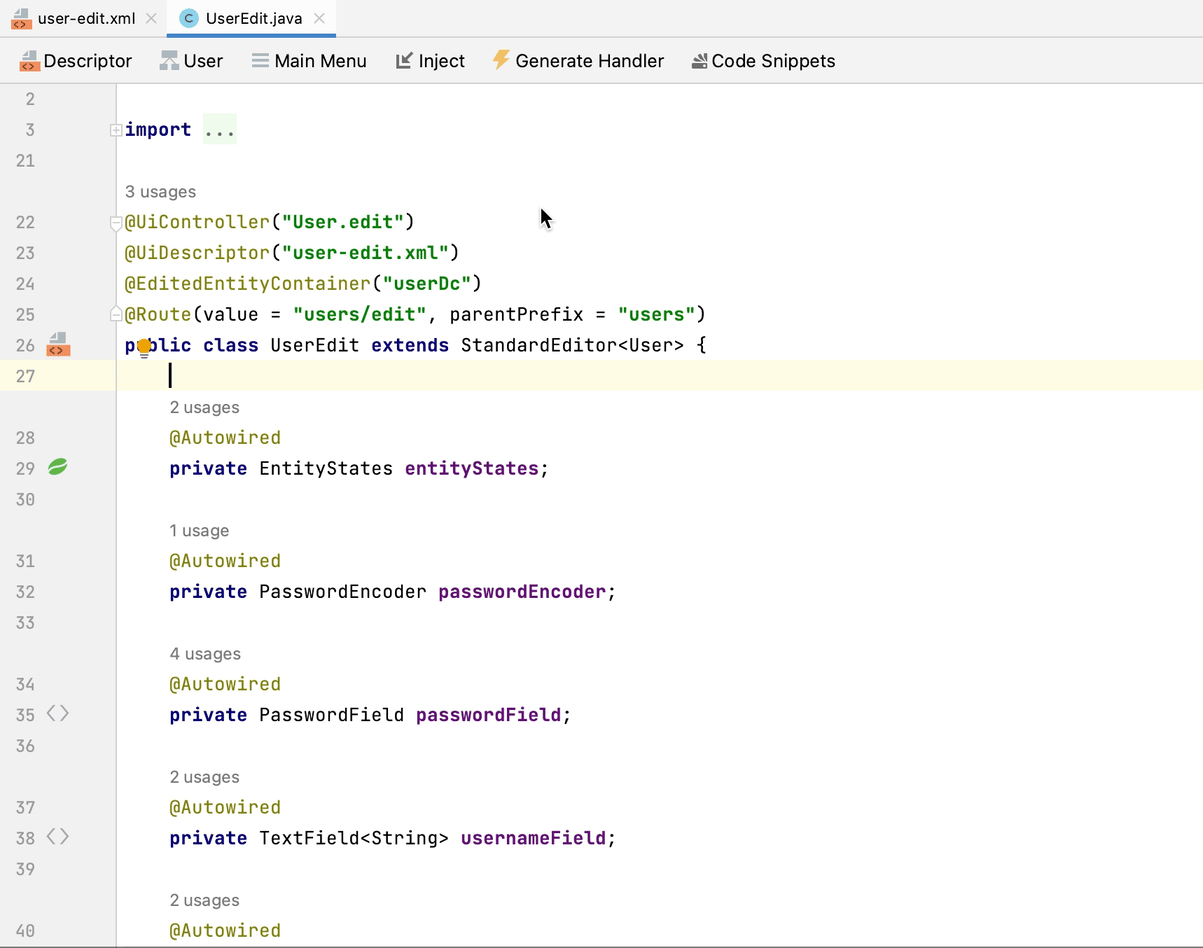 user-edit.xml UserEdit.java
Descriptor User Main Menu Inject Generate Handler Code Snippets
2
3 import ...
21
3 usages
22 @UiController("User.edit")
23 @UiDescriptor("user-edit.xml")
24 @EditedEntityContainer("userDc")
25 @Route(value = "users/edit", parentPrefix = "users")
26 public class UserEdit extends StandardEditor<User> {
27
2 usages
28 @Autowired
29 private EntityStates entityStates;
30
1 usage
31 @Autowired
32 private PasswordEncoder passwordEncoder;
33
4 usages
34 @Autowired
35 private PasswordField passwordField;
36
2 usages
37 @Autowired
38 private TextField<String> usernameField;
39
2 usages
40 @Autowired